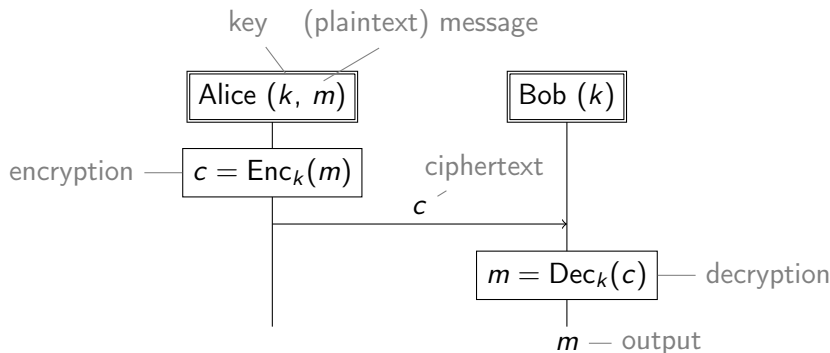 key (plaintext) message
Alice (k, m) Bob (k)
encryption c = Enc_k(m)
ciphertext
c
m = Dec_k(c) decryption
m output